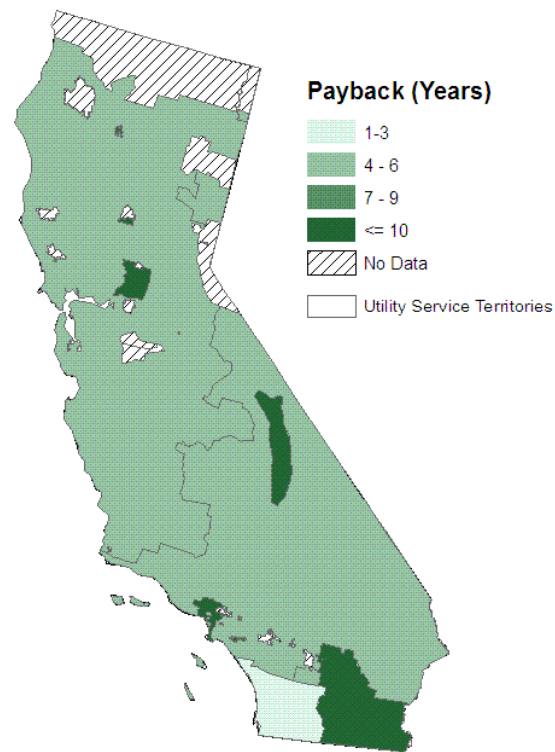 Payback (Years)
1-3
4 - 6
7 - 9
<= 10
No Data
Utility Service Territories